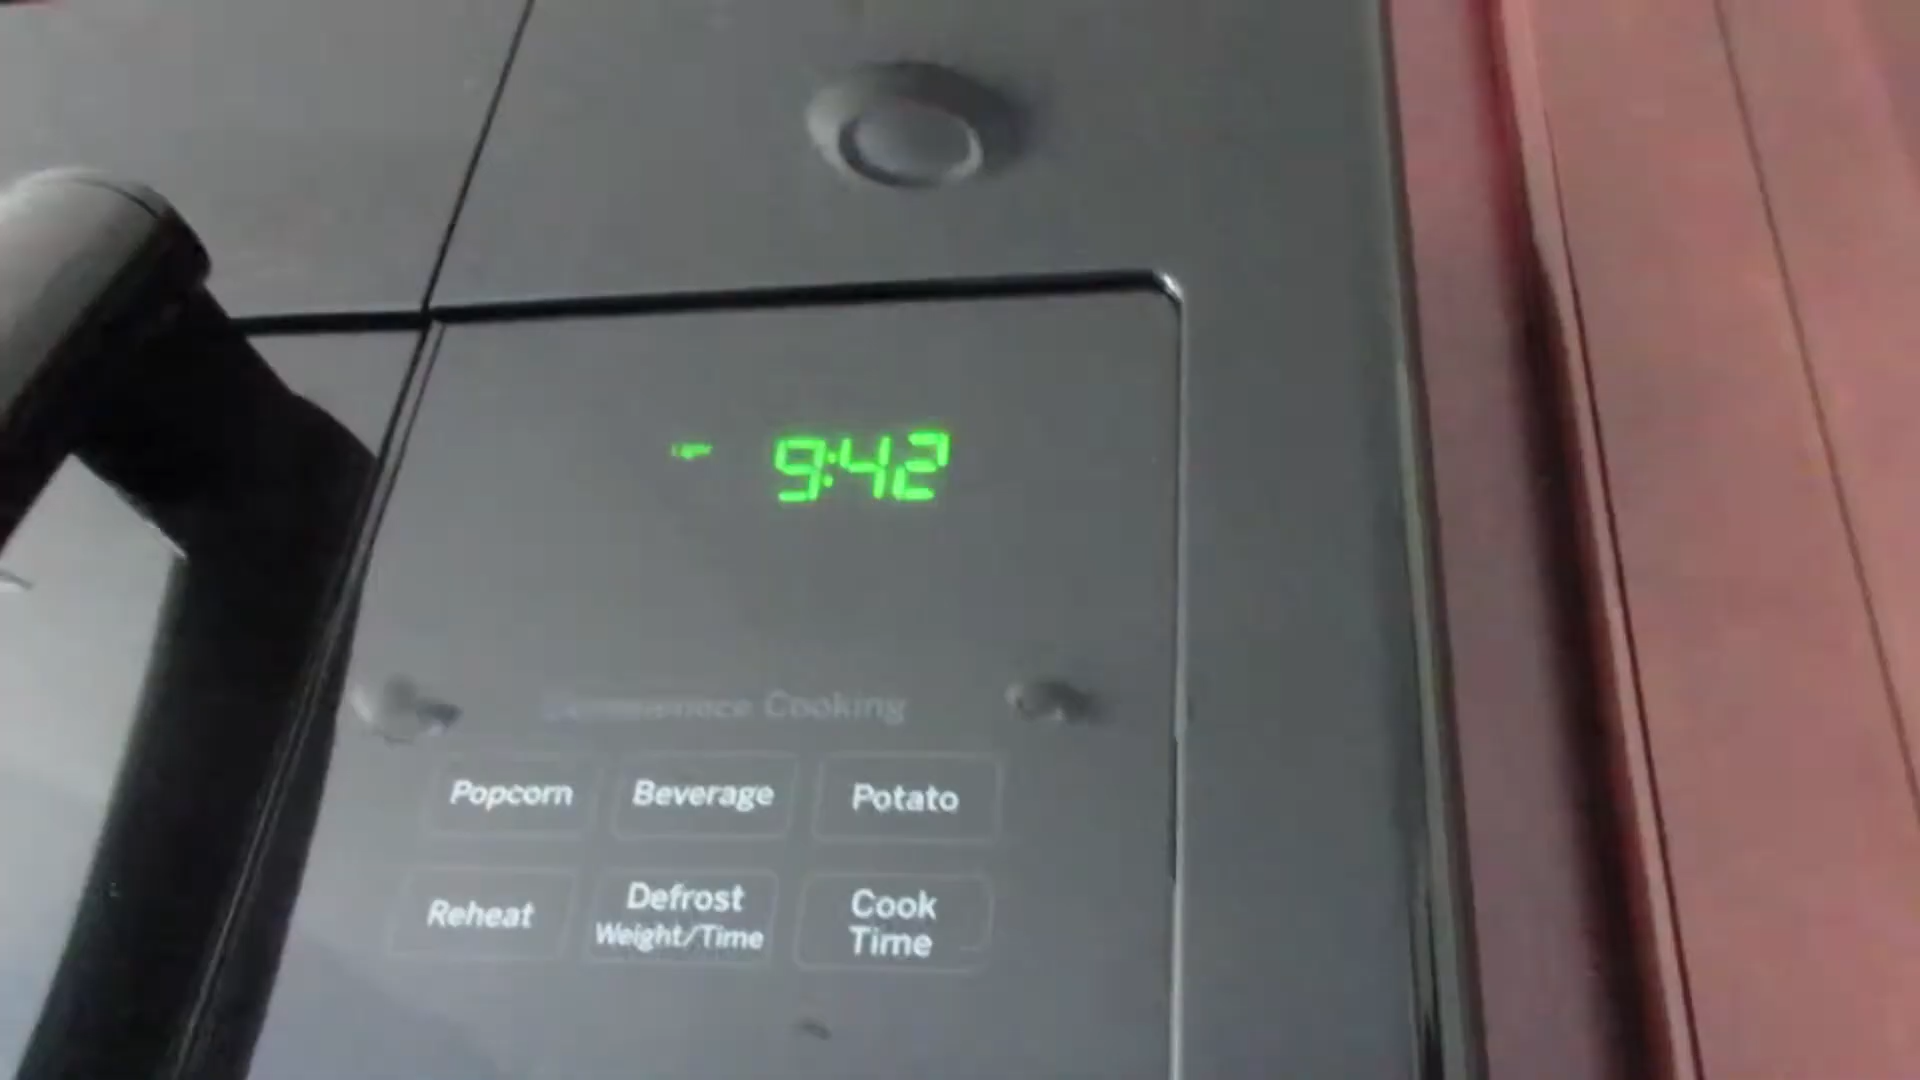 9:42
Convenience Cooking
Popcorn
Beverage
Potato
Reheat
Defrost
Weight/Time
Cook
Time